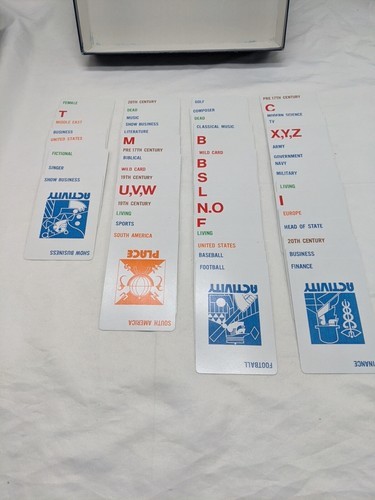 FEMALE
T
MIDDLE EAST
BUSINESS
UNITED STATES
FICTIONAL
SINGER
SHOW BUSINESS
ACTIVITY
SHOW BUSINESS
20TH CENTURY
DEAD
MUSIC
SHOW BUSINESS
LITERATURE
M
PRE 17TH CENTURY
BIBLICAL
WILD CARD
19TH CENTURY
U,V,W
18TH CENTURY
LIVING
SPORTS
SOUTH AMERICA
PLACE
SOUTH AMERICA
GOLF
COMPOSER
DEAD
CLASSICAL MUSIC
B
WILD CARD
B
S
L
N.O
F
LIVING
UNITED STATES
BASEBALL
FOOTBALL
ACTIVITY
FOOTBALL
PRE 17TH CENTURY
C
MODERN SCIENCE
TV
X,Y,Z
ARMY
GOVERNMENT
NAVY
MILITARY
LIVING
I
EUROPE
HEAD OF STATE
20TH CENTURY
BUSINESS
FINANCE
ACTIVITY
FINANCE